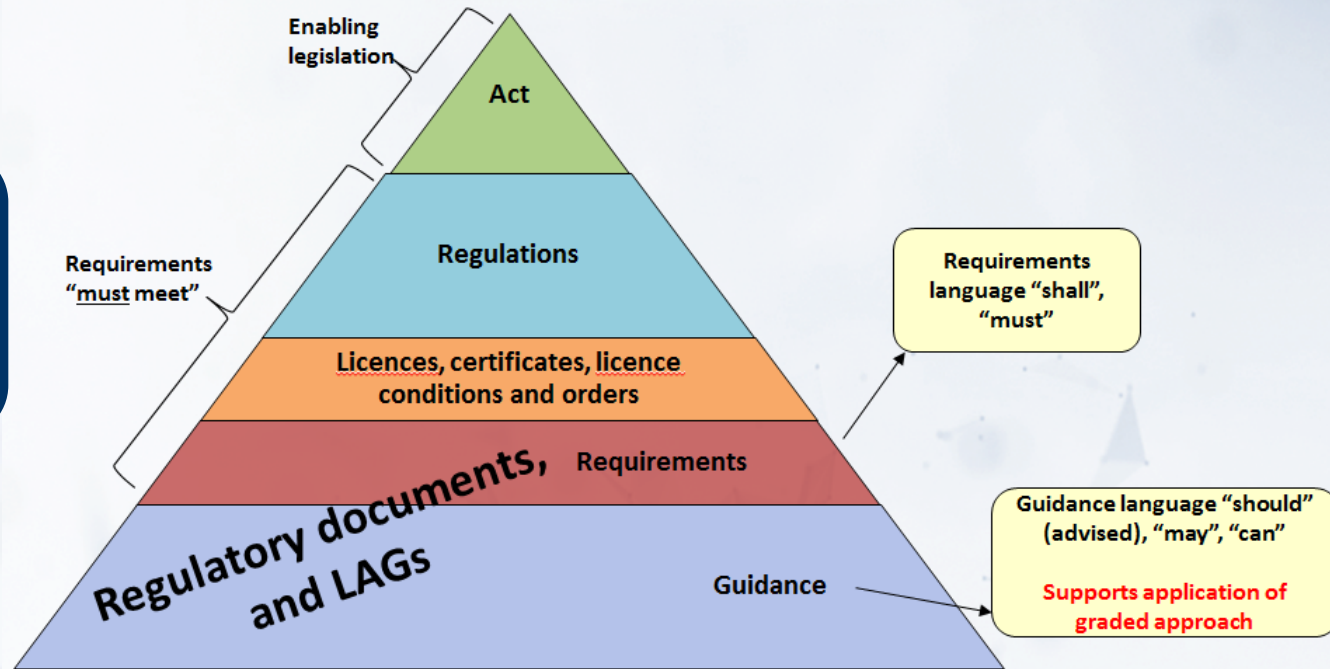 Enabling
legislation
Act
Requirements
“must meet”
Regulations
Requirements
language “shall”,
“must”
Licences, certificates, licence
conditions and orders
Regulatory documents,
and LAGs
Requirements
Guidance
Guidance language “should”
(advised), “may”, “can”
Supports application of
graded approach